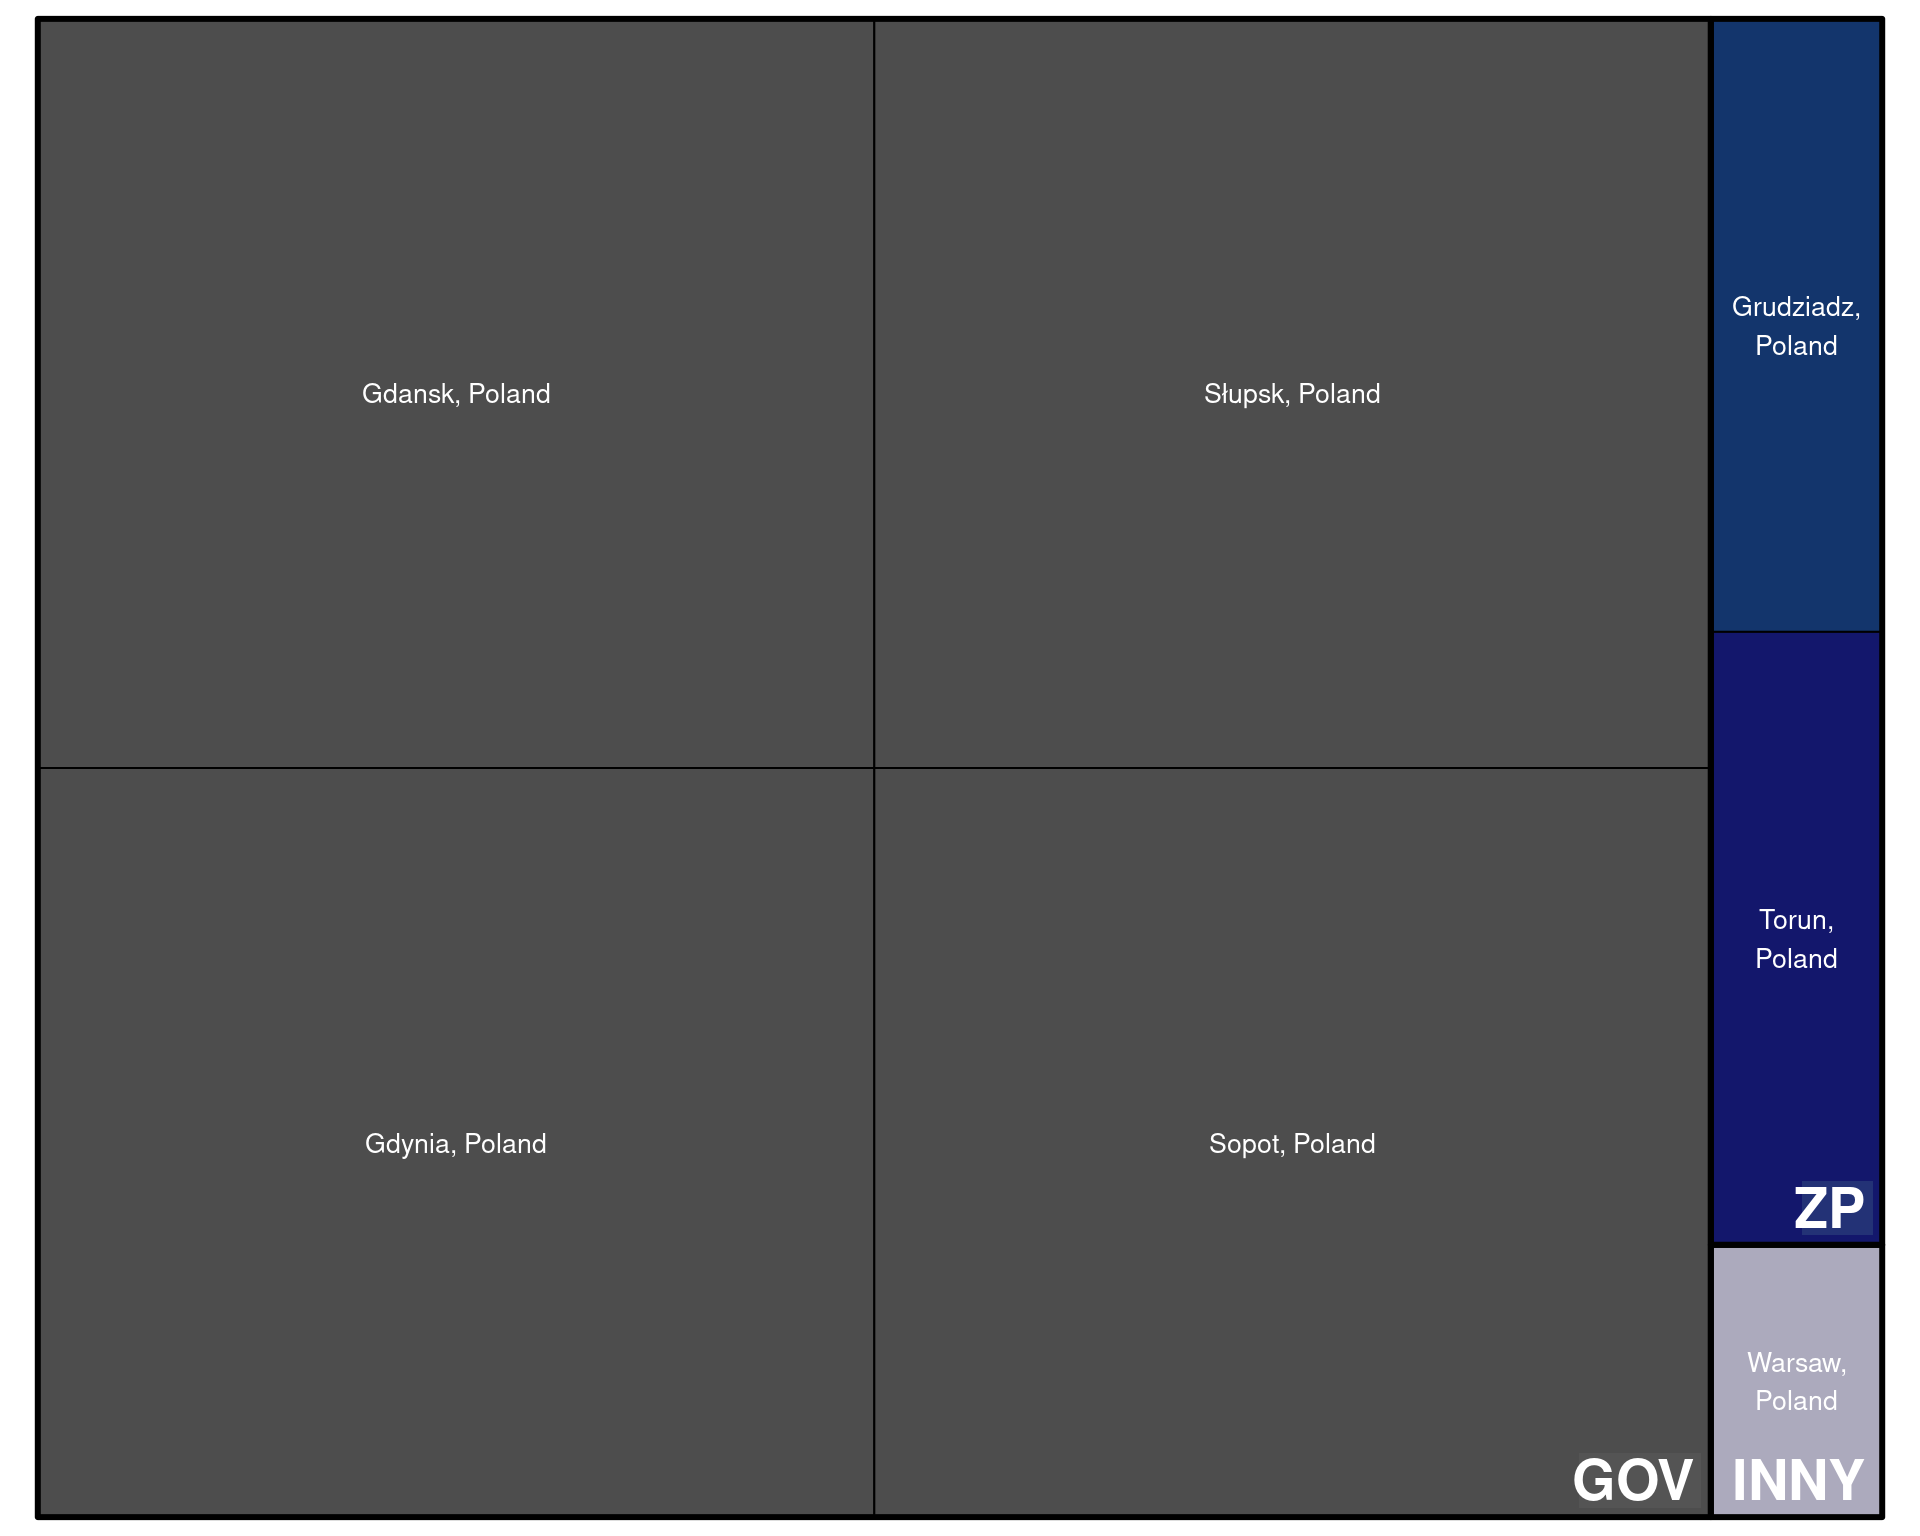 Gdansk, Poland
Słupsk, Poland
Grudziadz,
Poland
Gdynia, Poland
Sopot, Poland
Torun,
Poland
ZP
Warsaw,
Poland
GOV
INNY